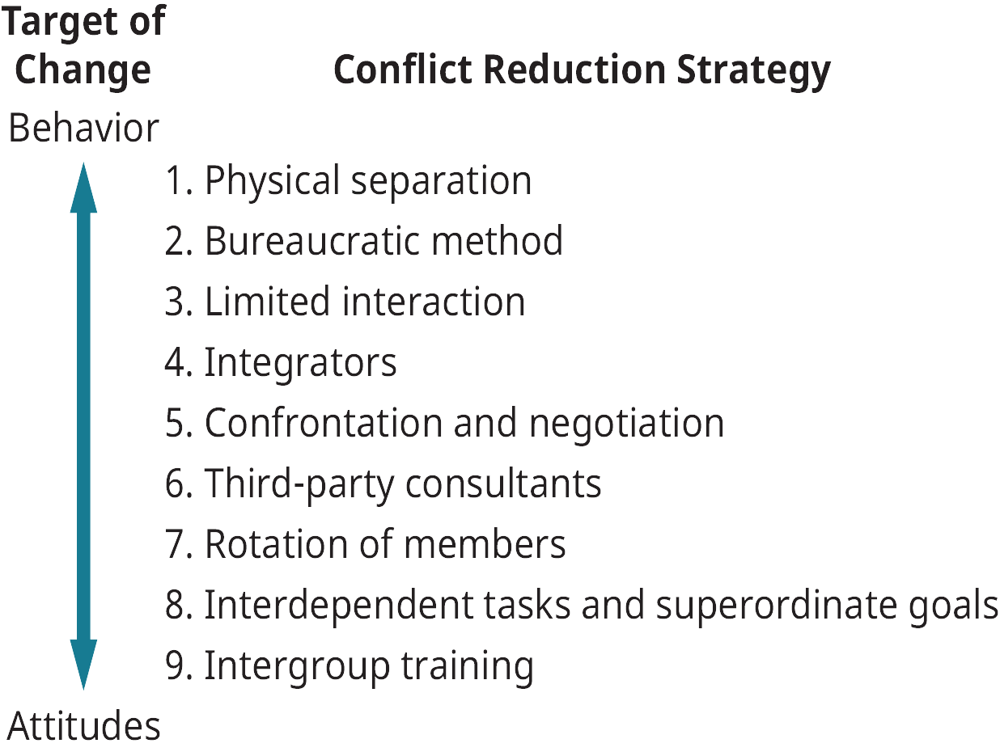 Target of
Change
Conflict Reduction Strategy
Behavior
1. Physical separation
2. Bureaucratic method
3. Limited interaction
4. Integrators
5. Confrontation and negotiation
6. Third-party consultants
7. Rotation of members
8. Interdependent tasks and superordinate goals
9. Intergroup training
Attitudes